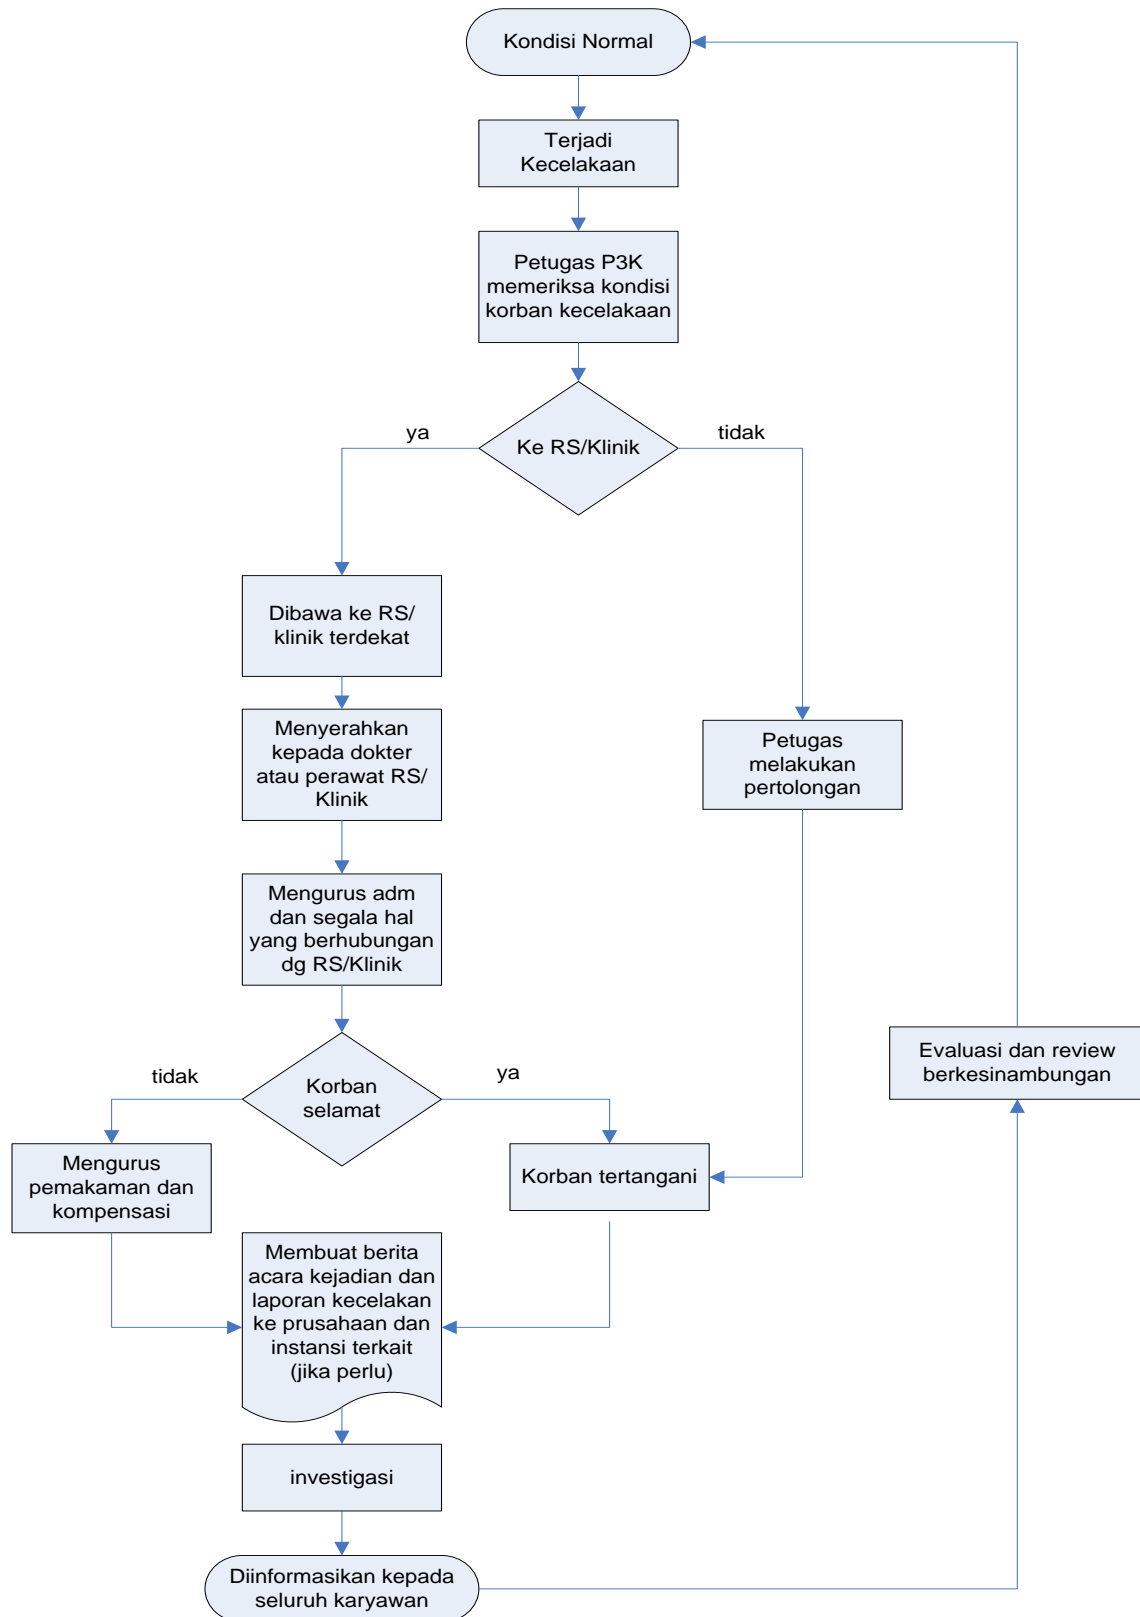 Kondisi Normal
Terjadi
Kecelakaan
Petugas P3K
memeriksa kondisi
korban kecelakaan
Ke RS/Klinik
ya
tidak
Dibawa ke RS/
klinik terdekat
Menyerahkan
kepada dokter
atau perawat RS/
Klinik
Petugas
melakukan
pertolongan
Mengurus adm
dan segala hal
yang berhubungan
dg RS/Klinik
Korban
selamat
tidak
ya
Evaluasi dan review
berkesinambungan
Mengurus
pemakaman dan
kompensasi
Korban tertangani
Membuat berita
acara kejadian dan
laporan kecelakan
ke prusahaan dan
instansi terkait
(jika perlu)
investigasi
Diinformasikan kepada
seluruh karyawan